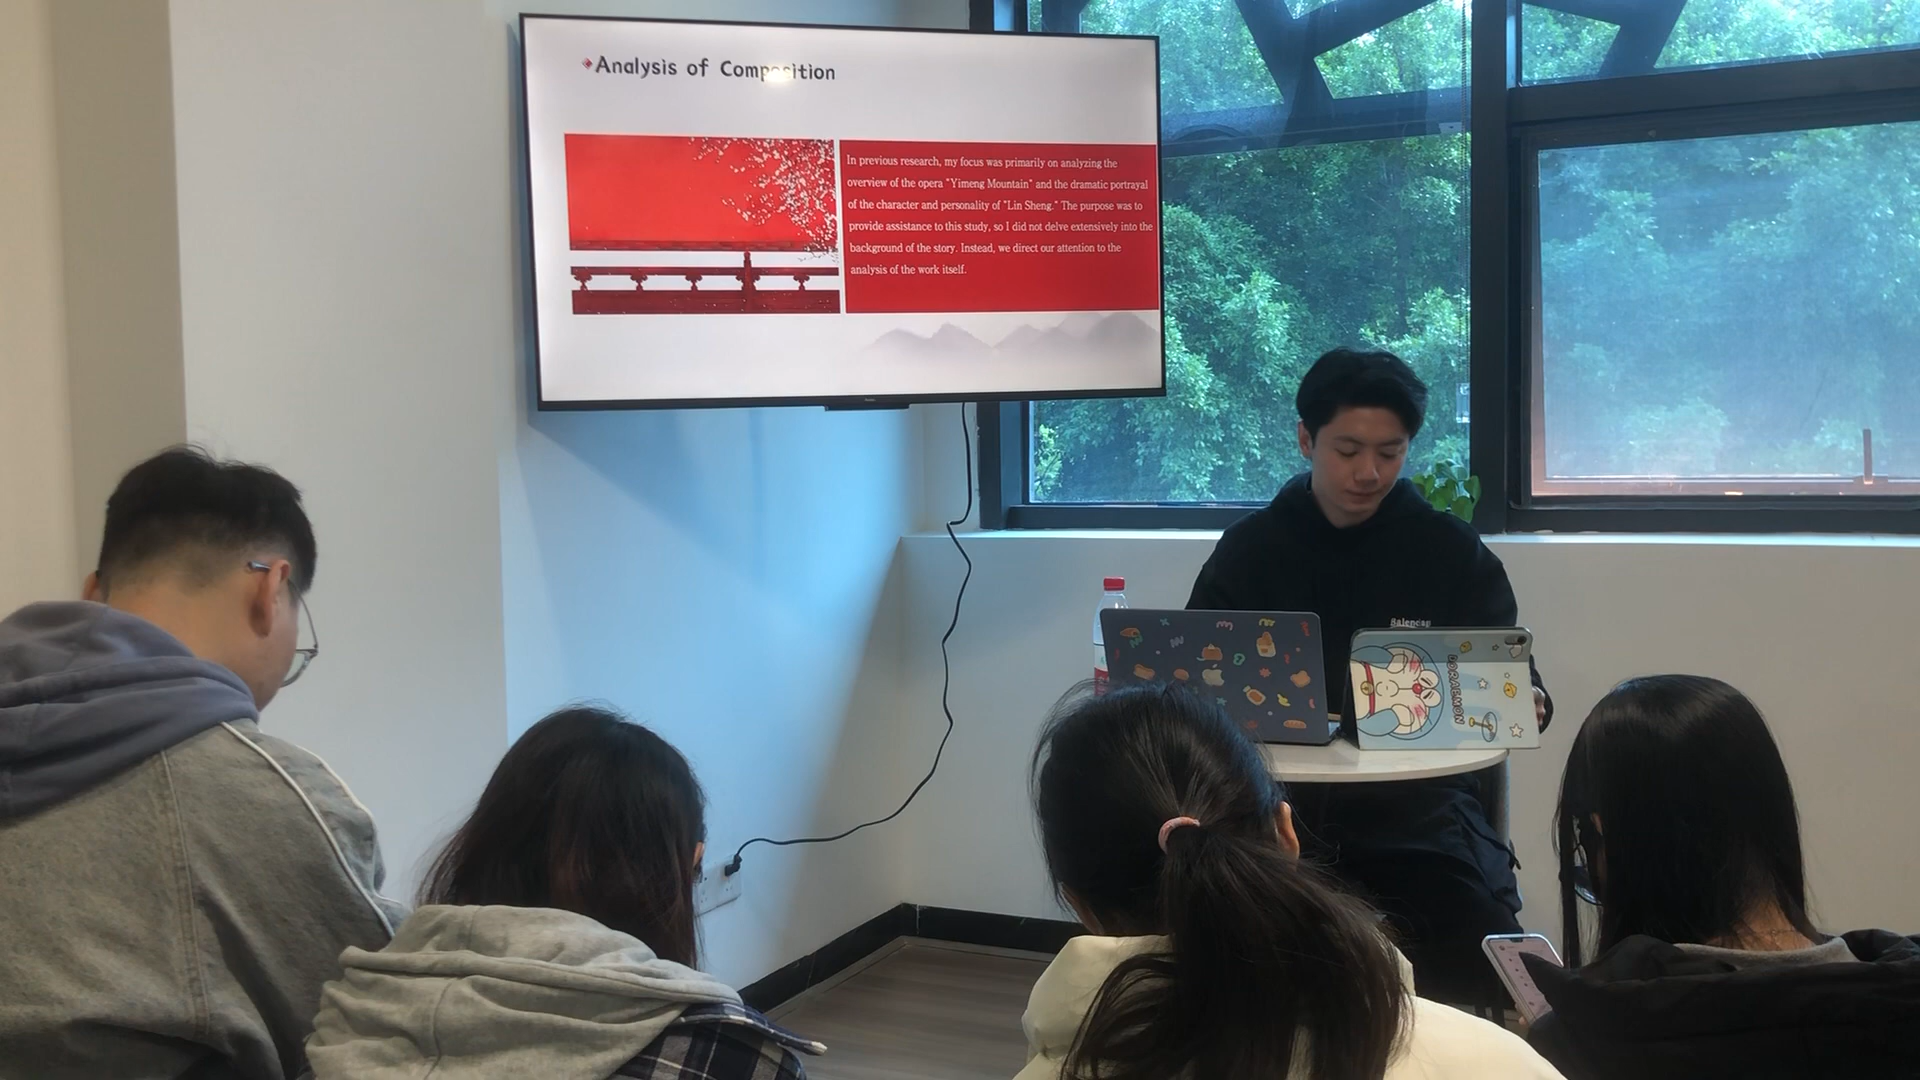 Analysis of Composition
In previous research, my focus was primarily on analyzing the
overview of the opera "Yimeng Mountain" and the dramatic portrayal
of the character and personality of "Lin Sheng." The purpose was to
provide assistance to this study, so I did not delve extensively into the
background of the story. Instead, we direct our attention to the
analysis of the work itself.
DORAEMON